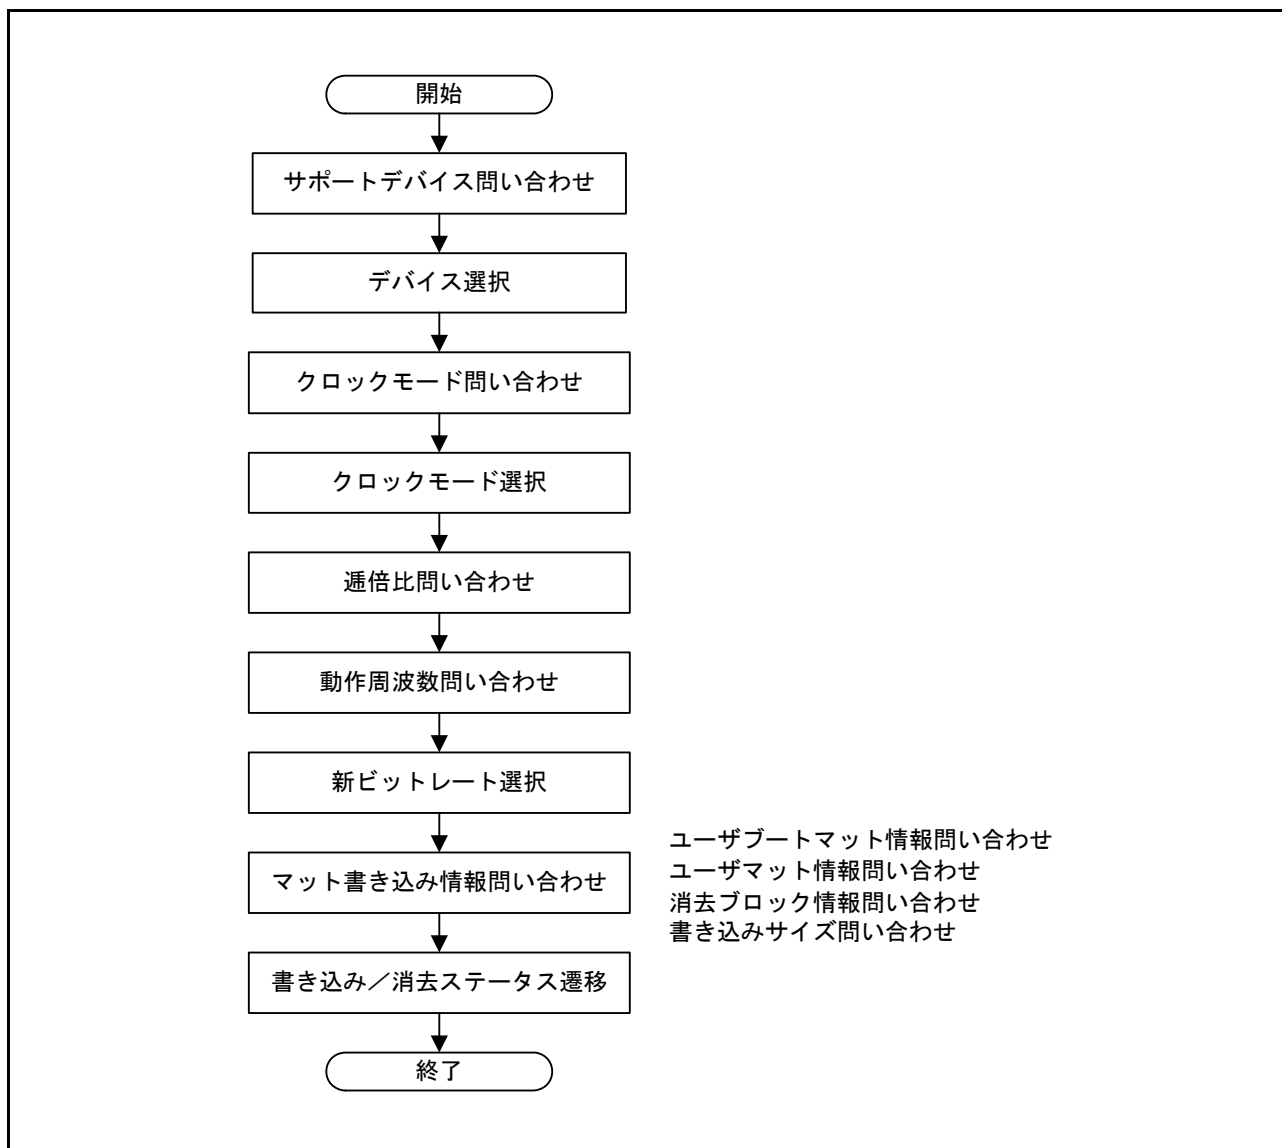 開始
サポートデバイス問い合わせ
デバイス選択
クロックモード問い合わせ
クロックモード選択
逓倍比問い合わせ
動作周波数問い合わせ
新ビットレート選択
マット書き込み情報問い合わせ
ユーザブートマット情報問い合わせ
ユーザマット情報問い合わせ
消去ブロック情報問い合わせ
書き込みサイズ問い合わせ
書き込み／消去ステータス遷移
終了